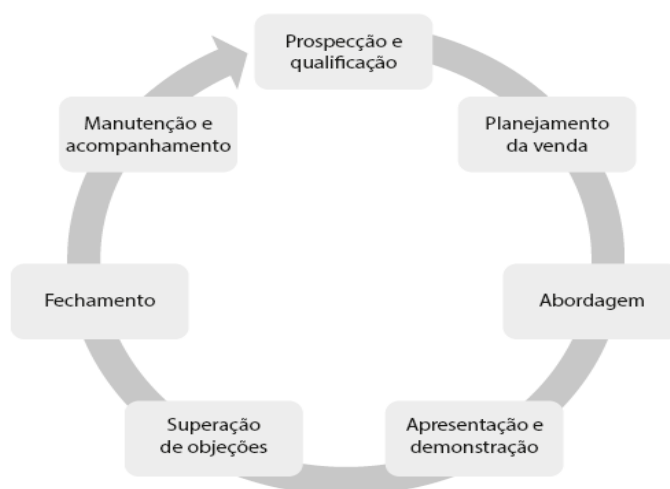 Prospecção e
qualificação
Planejamento
da venda
Abordagem
Apresentação e
demonstração
Superação
de objeções
Fechamento
Manutenção e
acompanhamento